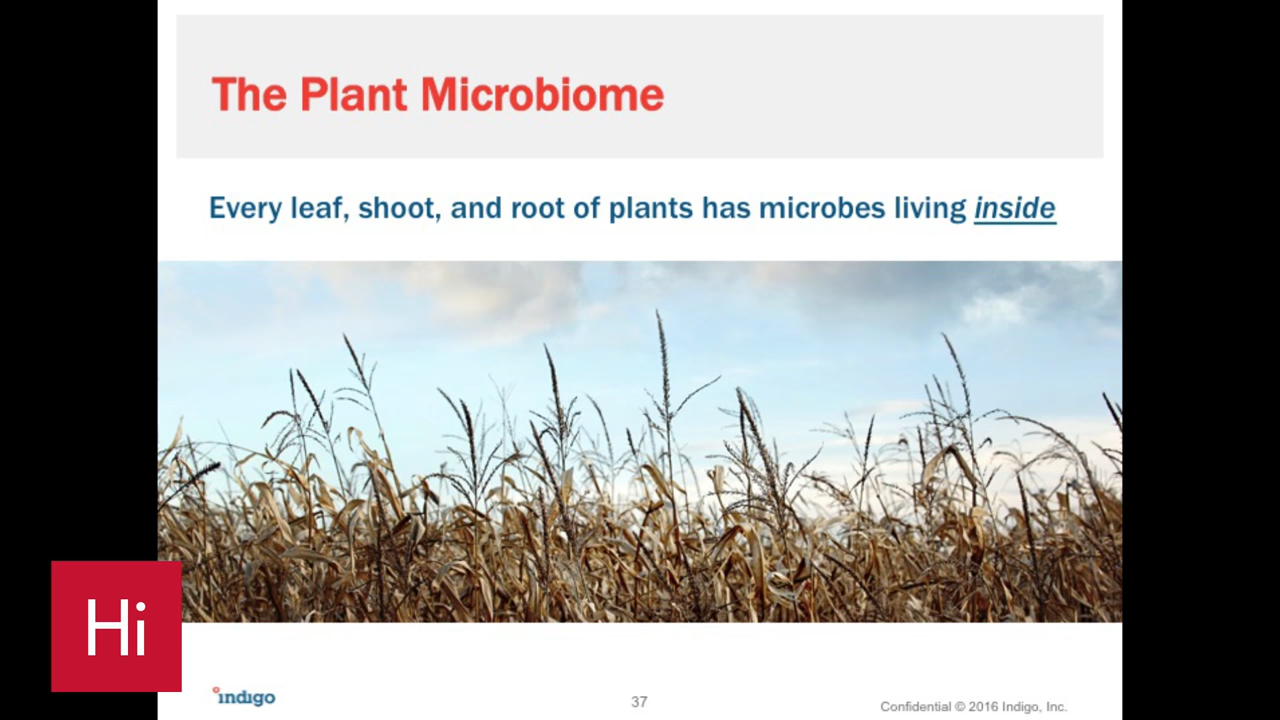 The Plant Microbiome
Every leaf, shoot, and root of plants has microbes living inside
Hi
indigo
37
Confidential © 2016 Indigo, Inc.